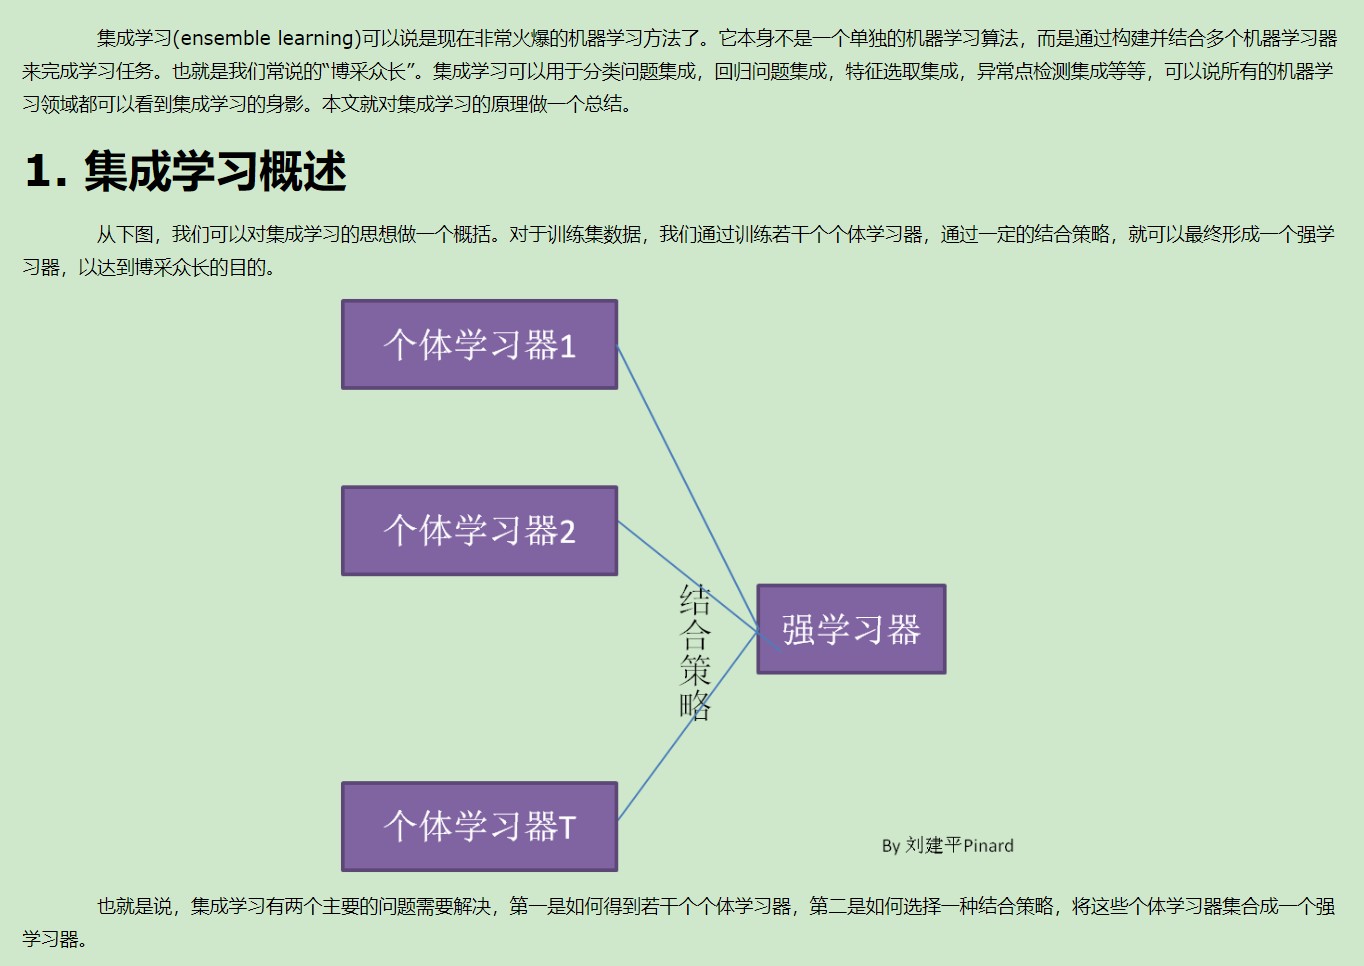 集成学习(ensemble learning)可以说是现在非常火爆的机器学习方法了。它本身不是一个单独的机器学习算法，而是通过构建并结合多个机器学习器
来完成学习任务。也就是我们常说的“博采众长”。集成学习可以用于分类问题集成，回归问题集成，特征选取集成，异常点检测集成等等，可以说所有的机器学
习领域都可以看到集成学习的身影。本文就对集成学习的原理做一个总结。
1. 集成学习概述
从下图，我们可以对集成学习的思想做一个概括。对于训练集数据，我们通过训练若干个个体学习器，通过一定的结合策略，就可以最终形成一个强学
习器，以达到博采众长的目的。
个体学习器1
个体学习器2
结合策略
强学习器
个体学习器T
By 刘建平Pinard
也就是说，集成学习有两个主要的问题需要解决，第一是如何得到若干个个体学习器，第二是如何选择一种结合策略，将这些个体学习器集合成一个强
学习器。